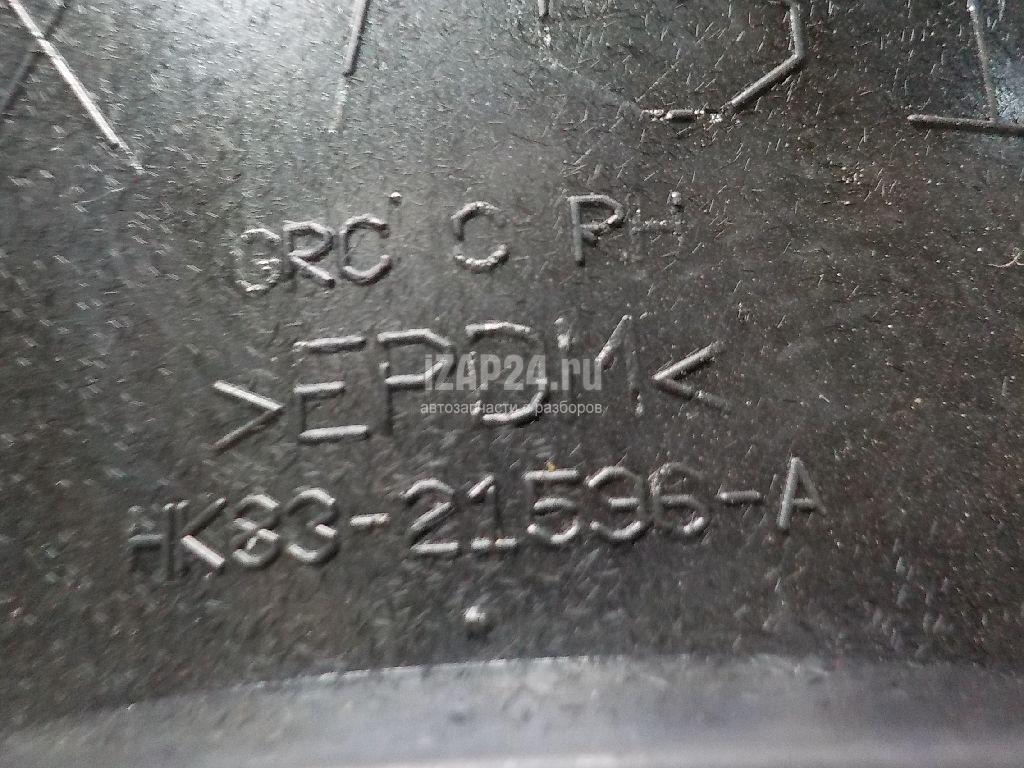 GRC C RH
>EPDM<
iZAP24.ru
автозапчасти с разборов
HK83-21536-A